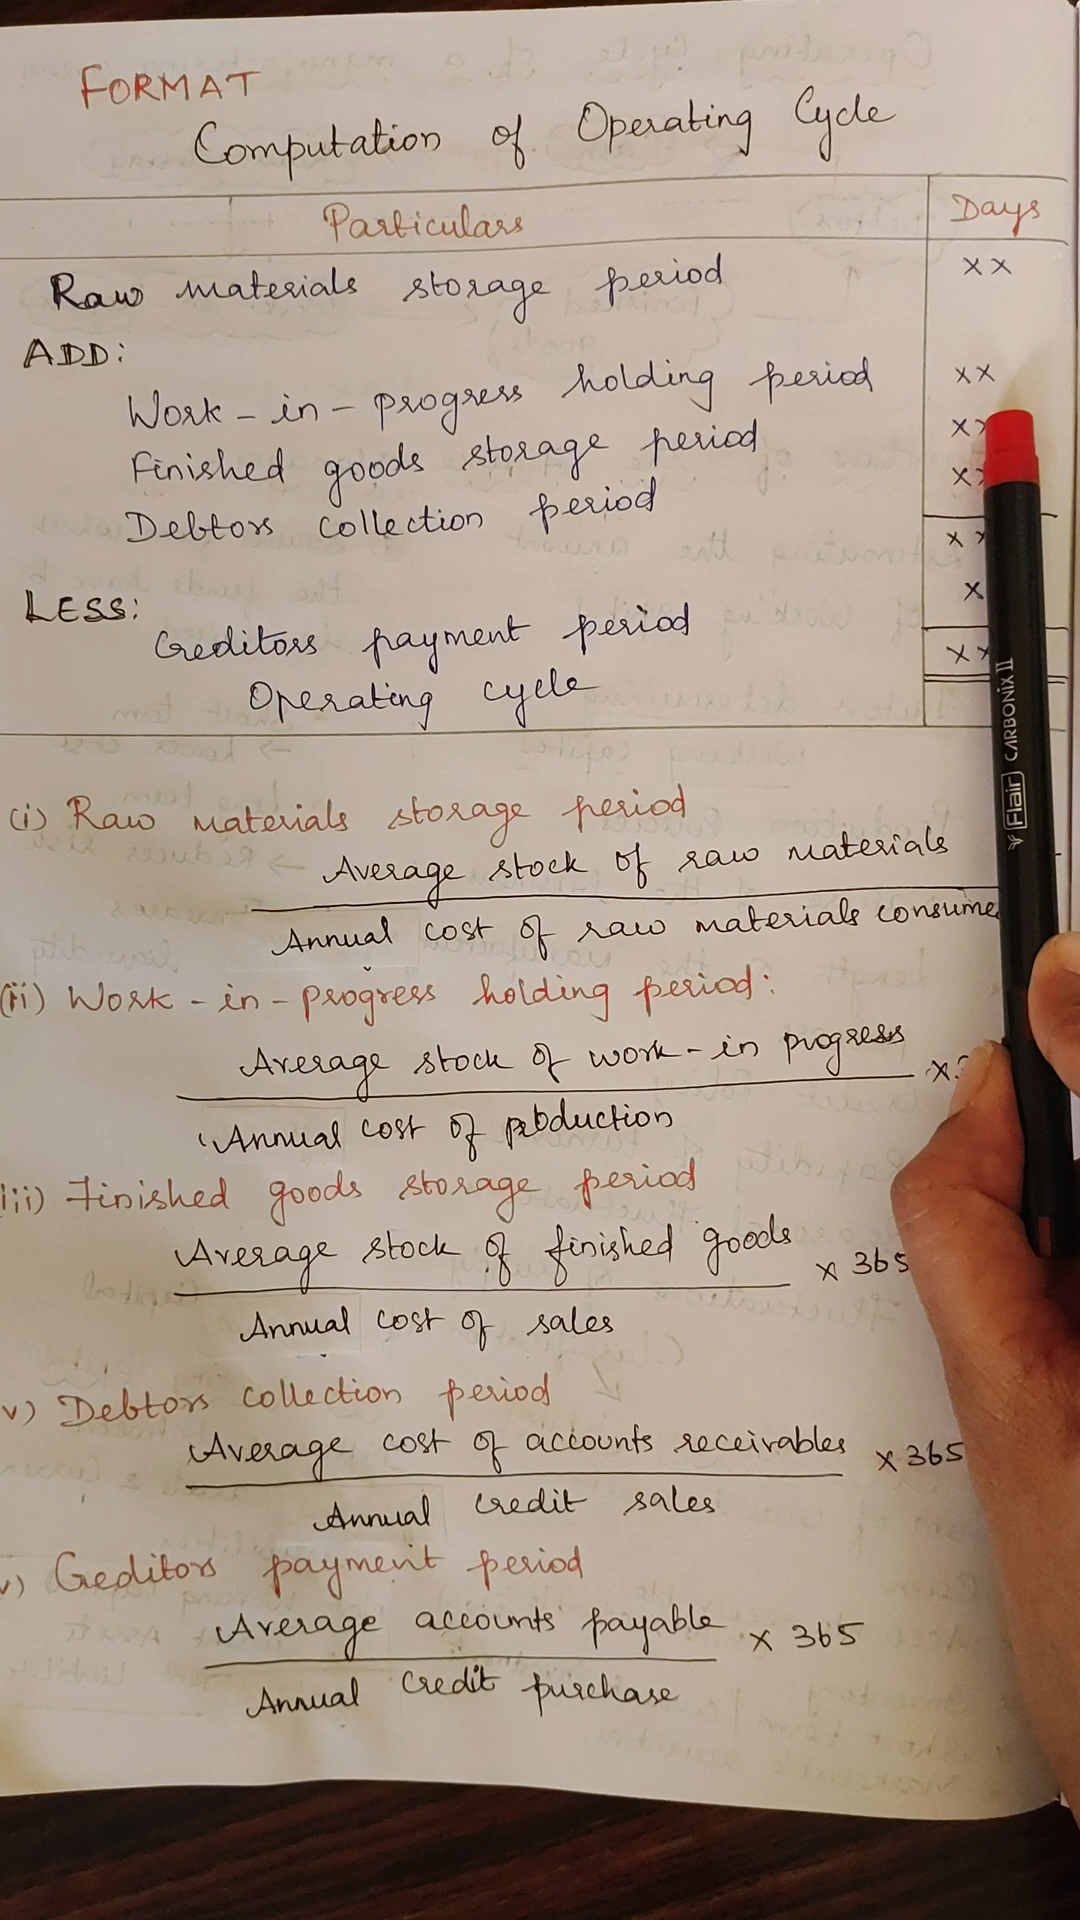 FORMAT
Computation of Operating Cycle
Particulars Days
Raw materials storage period xx
ADD:
Work-in-progress holding period xx
Finished goods storage period x
Debtors collection period x
x
LESS:
Creditors payment period x
Operating cycle x
(i) Raw materials storage period
Average stock of raw materials
Annual cost of raw materials consume
(ii) Work-in-progress holding period:
Average stock of work-in progress
x3
Annual cost of production
iii) Finished goods storage period
Average stock of finished goods
x 365
Annual cost of sales
v) Debtors collection period
Average cost of accounts receivables
x 365
Annual credit sales
v) Creditors payment period
Average accounts payable
x 365
Annual credit purchase
Flair CARBONIX II